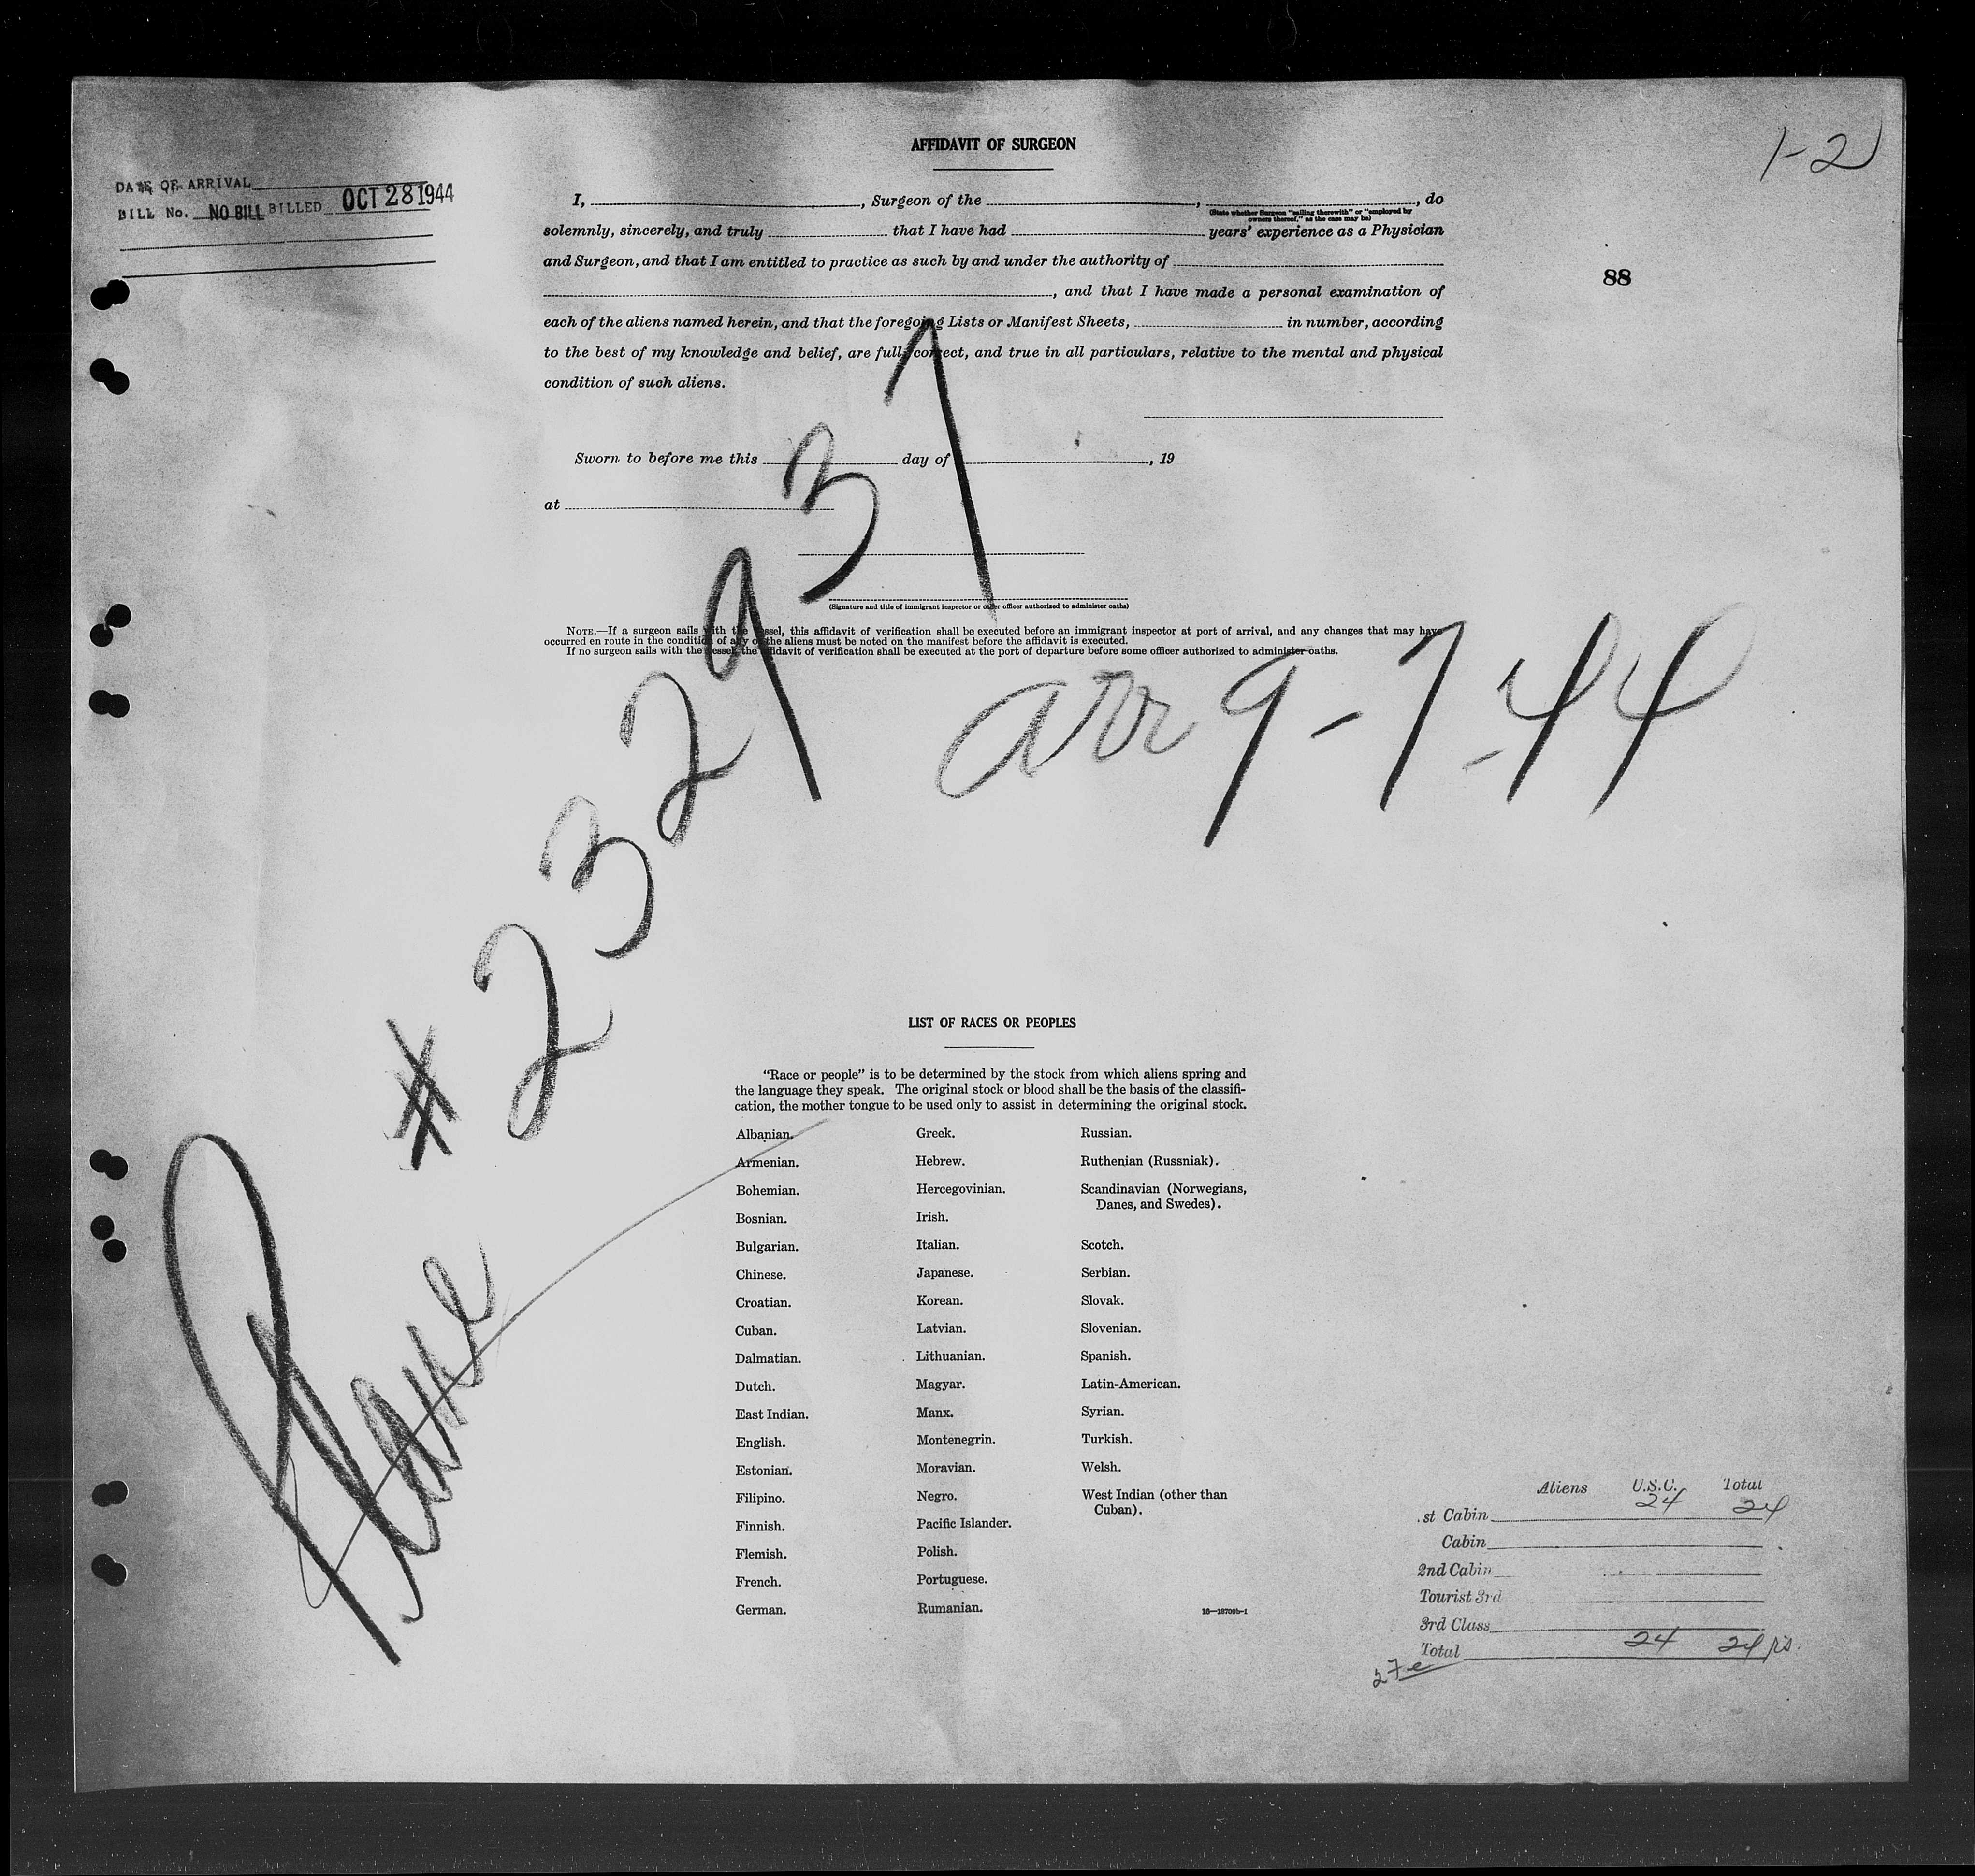 1-2
AFFIDAVIT OF SURGEON
DATE OF ARRIVAL
BILL No. NO BILL BILLED OCT 28 1944
I, , Surgeon of the , , do
(State whether Surgeon "sailing therewith" or "employed by
owners thereof," as the case may be)
solemnly, sincerely, and truly that I have had years' experience as a Physician
and Surgeon, and that I am entitled to practice as such by and under the authority of
, and that I have made a personal examination of
88
each of the aliens named herein, and that the foregoing Lists or Manifest Sheets, in number, according
to the best of my knowledge and belief, are full, correct, and true in all particulars, relative to the mental and physical
condition of such aliens.
Sworn to before me this day of , 19
at
(Signature and title of immigrant inspector or other officer authorized to administer oaths)
NOTE.—If a surgeon sails with the vessel, this affidavit of verification shall be executed before an immigrant inspector at port of arrival, and any changes that may have
occurred en route in the condition of any of the aliens must be noted on the manifest before the affidavit is executed.
If no surgeon sails with the vessel, the affidavit of verification shall be executed at the port of departure before some officer authorized to administer oaths.
arr 9-7-44
Plane # 2332937
LIST OF RACES OR PEOPLES
"Race or people" is to be determined by the stock from which aliens spring and
the language they speak. The original stock or blood shall be the basis of the classifi-
cation, the mother tongue to be used only to assist in determining the original stock.
Albanian.
Armenian.
Bohemian.
Bosnian.
Bulgarian.
Chinese.
Croatian.
Cuban.
Dalmatian.
Dutch.
East Indian.
English.
Estonian.
Filipino.
Finnish.
Flemish.
French.
German.
Greek.
Hebrew.
Hercegovinian.
Irish.
Italian.
Japanese.
Korean.
Latvian.
Lithuanian.
Magyar.
Manx.
Montenegrin.
Moravian.
Negro.
Pacific Islander.
Polish.
Portuguese.
Rumanian.
Russian.
Ruthenian (Russniak).
Scandinavian (Norwegians,
Danes, and Swedes).
Scotch.
Serbian.
Slovak.
Slovenian.
Spanish.
Latin-American.
Syrian.
Turkish.
Welsh.
West Indian (other than
Cuban).
Aliens U.S.C. Total
st Cabin 24 24
Cabin
2nd Cabin
Tourist 3rd
3rd Class
Total 24 24